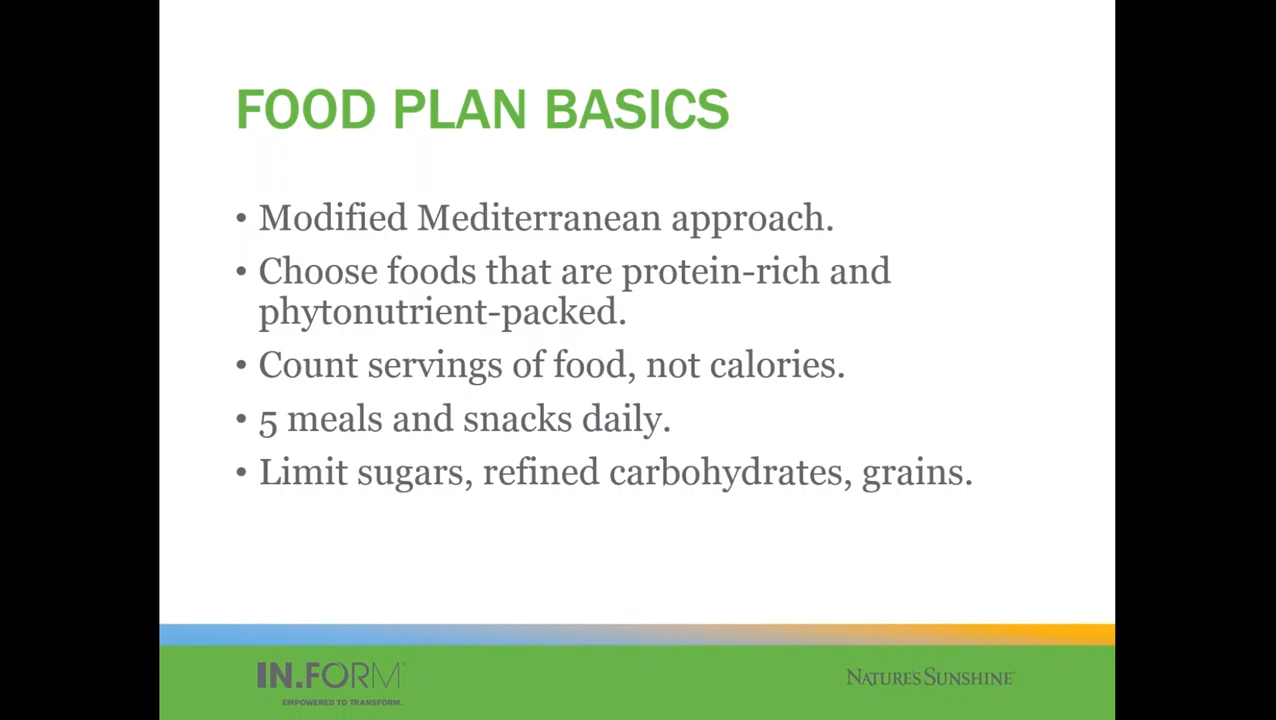 FOOD PLAN BASICS
• Modified Mediterranean approach.
• Choose foods that are protein-rich and
phytonutrient-packed.
• Count servings of food, not calories.
• 5 meals and snacks daily.
• Limit sugars, refined carbohydrates, grains.
IN.FORM
EMPOWERED TO TRANSFORM.
NATURE'S SUNSHINE